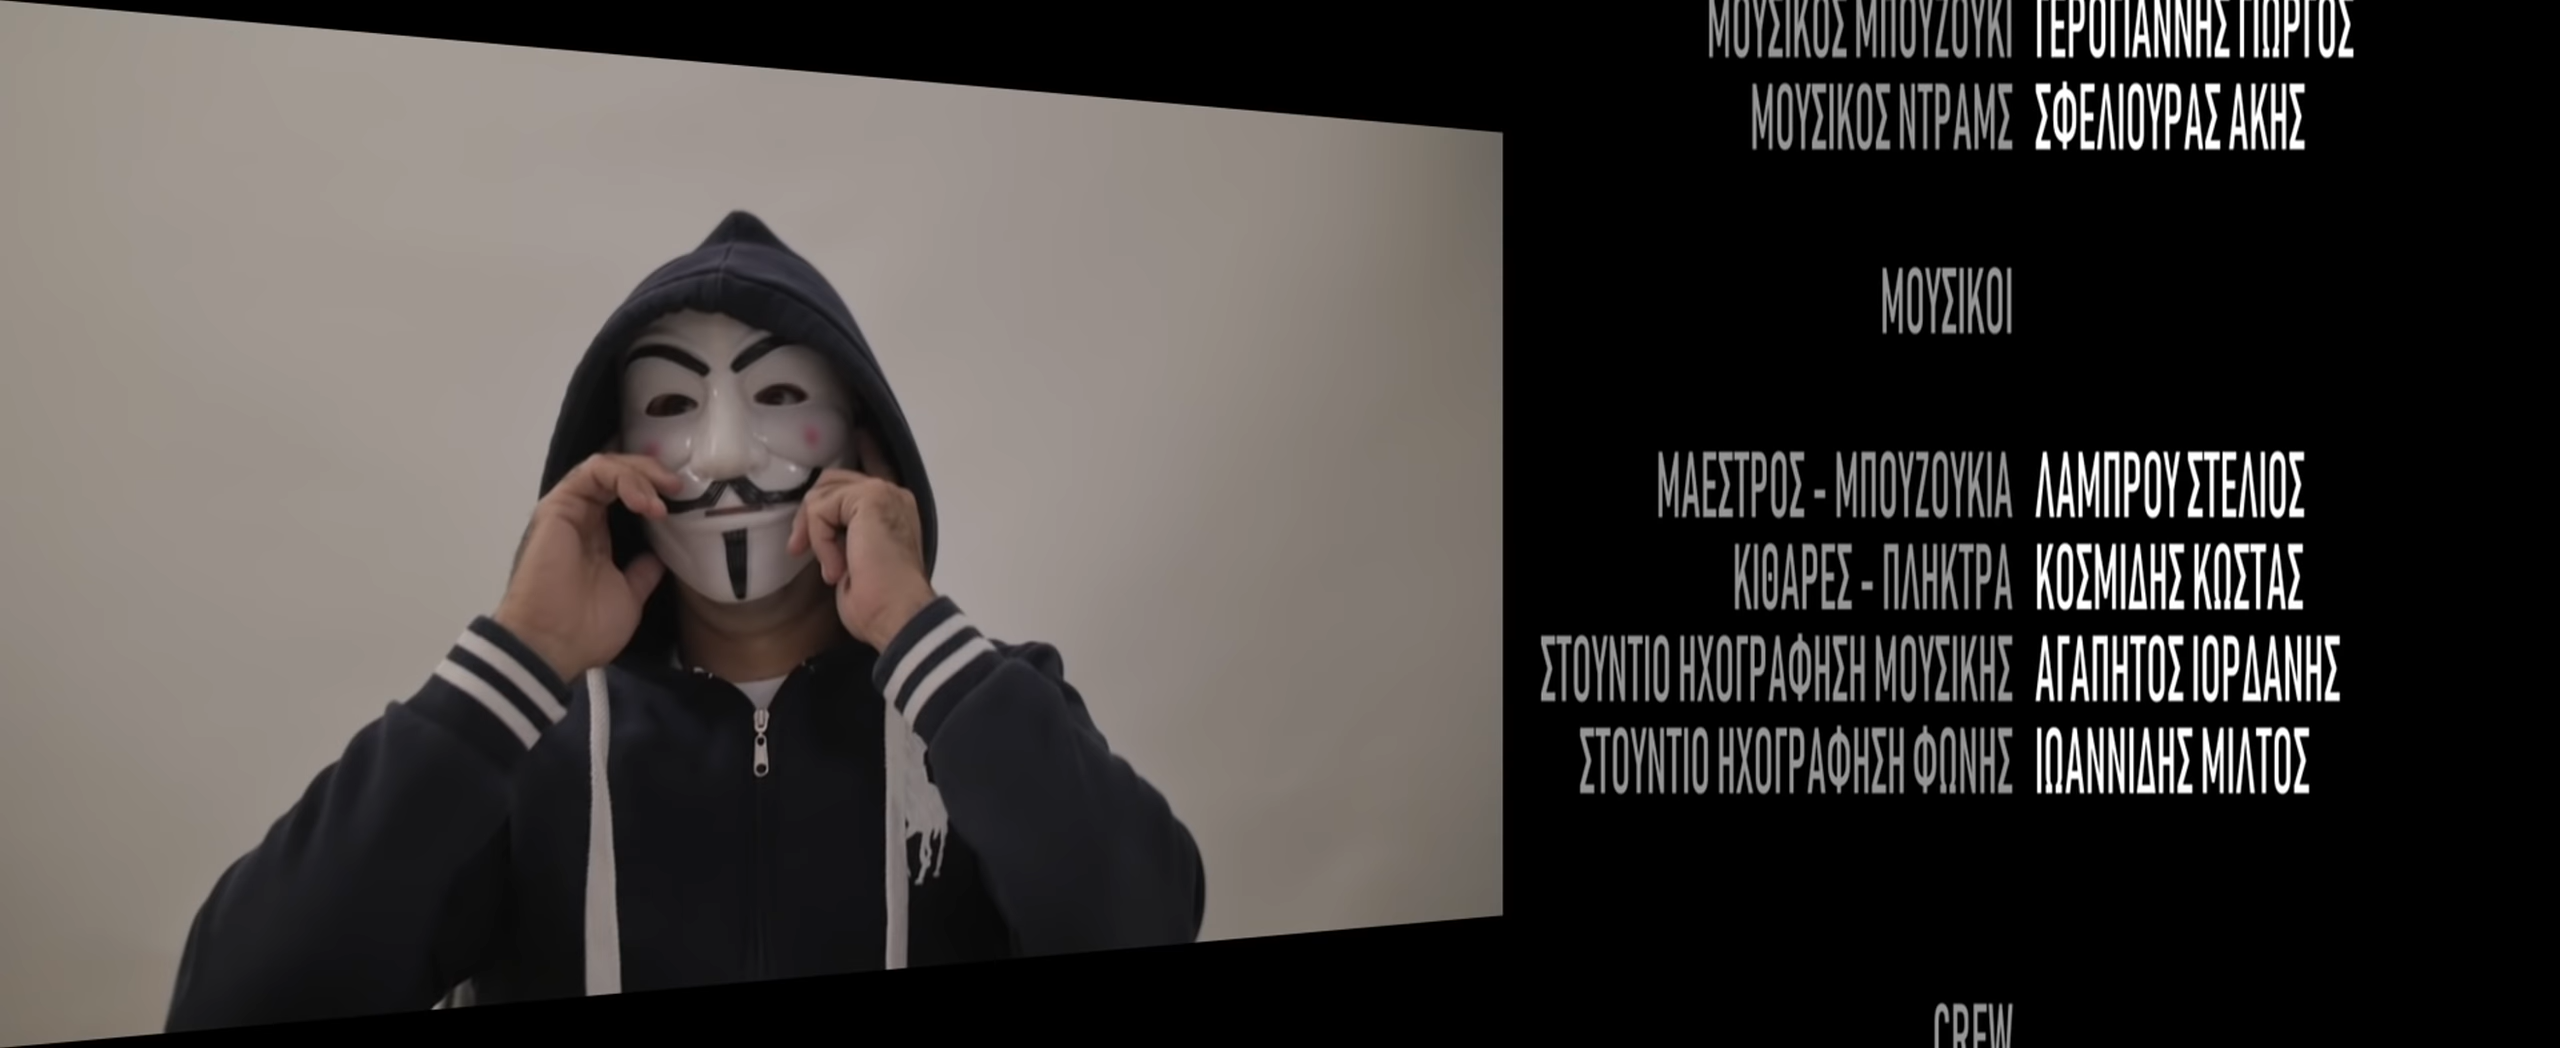 ΜΟΥΣΙΚΟΣ ΜΠΟΥΖΟΥΚΙ ΓΕΡΟΓΙΑΝΝΗΣ ΓΙΩΡΓΟΣ
ΜΟΥΣΙΚΟΣ ΝΤΡΑΜΣ ΣΦΕΛΙΟΥΡΑΣ ΑΚΗΣ
ΜΟΥΣΙΚΟΙ
ΜΑΕΣΤΡΟΣ - ΜΠΟΥΖΟΥΚΙΑ ΛΑΜΠΡΟΥ ΣΤΕΛΙΟΣ
ΚΙΘΑΡΕΣ - ΠΛΗΚΤΡΑ ΚΟΣΜΙΔΗΣ ΚΩΣΤΑΣ
ΣΤΟΥΝΤΙΟ ΗΧΟΓΡΑΦΗΣΗ ΜΟΥΣΙΚΗΣ ΑΓΑΠΗΤΟΣ ΙΟΡΔΑΝΗΣ
ΣΤΟΥΝΤΙΟ ΗΧΟΓΡΑΦΗΣΗ ΦΩΝΗΣ ΙΩΑΝΝΙΔΗΣ ΜΙΛΤΟΣ
CREW